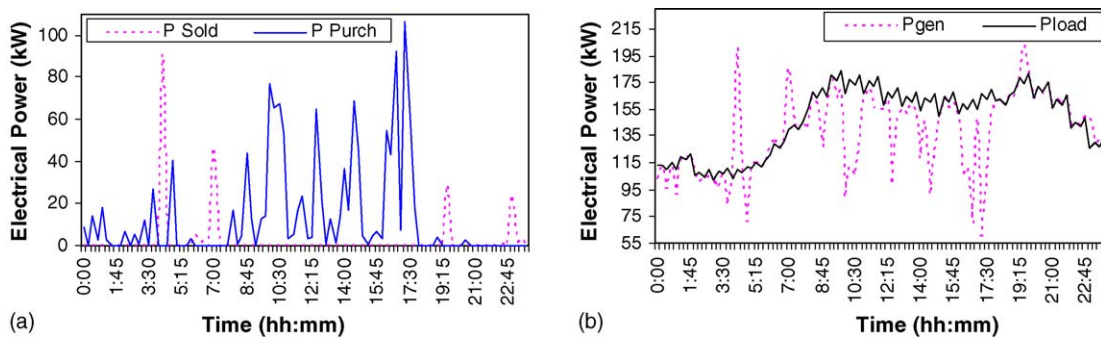 P Sold P Purch
Electrical Power (kW)
100
80
60
40
20
0
0:00 1:45 3:30 5:15 7:00 8:45 10:30 12:15 14:00 15:45 17:30 19:15 21:00 22:45
Time (hh:mm)
(a)
Pgen Pload
Electrical Power (kW)
215
195
175
155
135
115
95
75
55
0:00 1:45 3:30 5:15 7:00 8:45 10:30 12:15 14:00 15:45 17:30 19:15 21:00 22:45
Time (hh:mm)
(b)